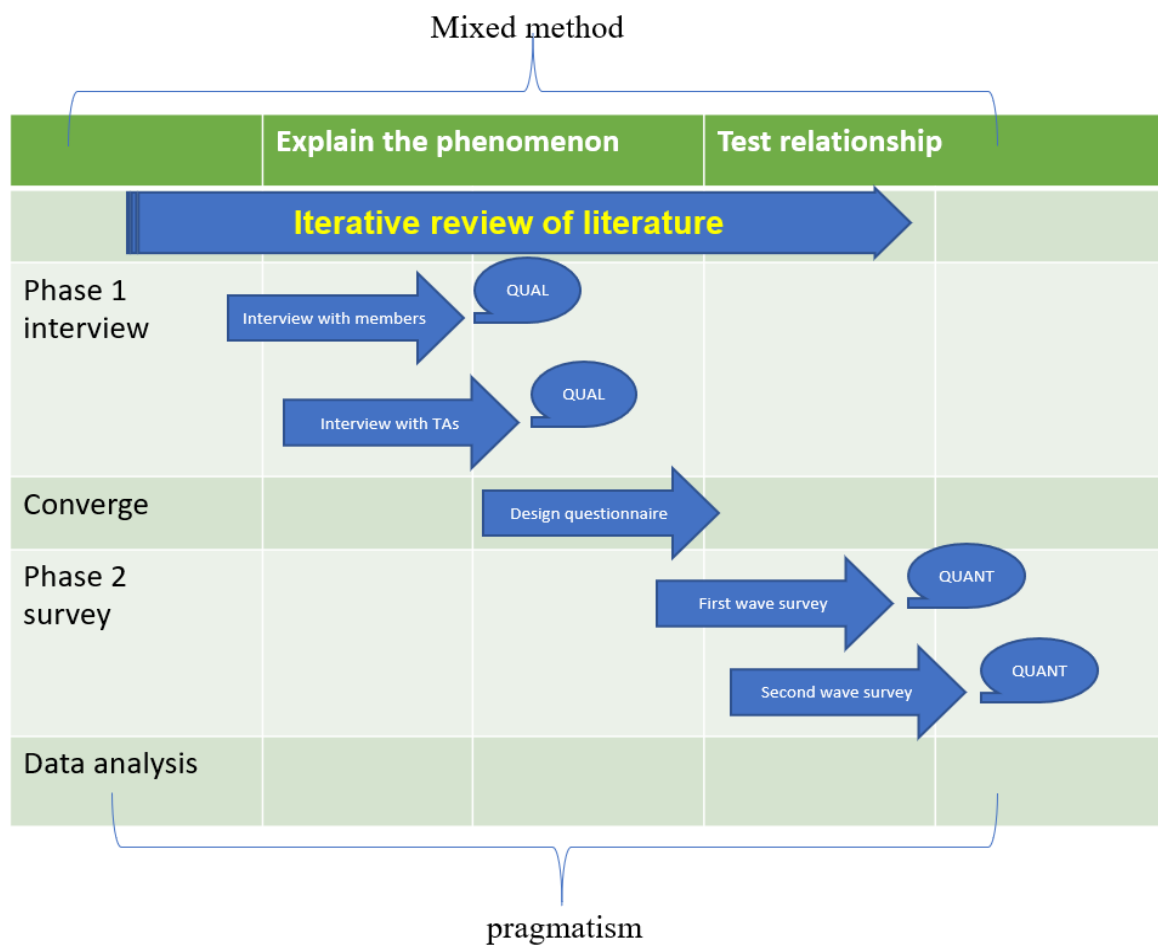 Mixed method
Explain the phenomenon
Test relationship
Iterative review of literature
Phase 1
interview
Interview with members
QUAL
Interview with TAs
QUAL
Converge
Design questionnaire
Phase 2
survey
First wave survey
QUANT
Second wave survey
QUANT
Data analysis
pragmatism